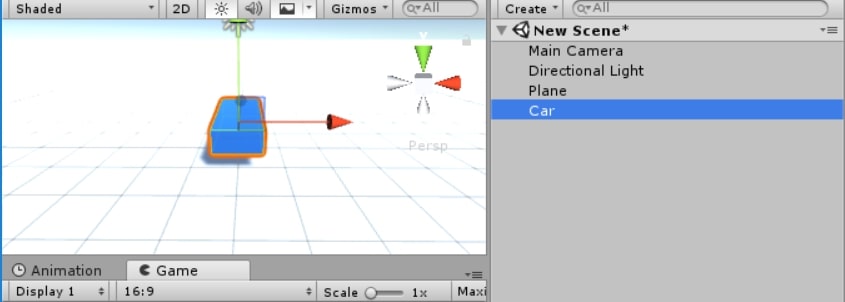 Shaded 2D Gizmos All
Y
Persp
Animation Game
Display 1 16:9 Scale 1x Maxi
Create All
New Scene*
Main Camera
Directional Light
Plane
Car